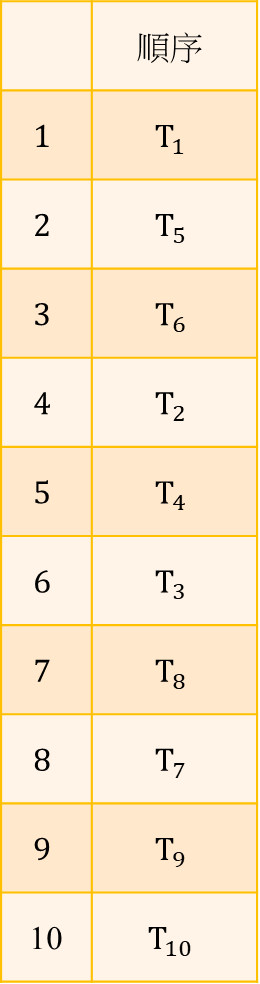 順序
1 T₁
2 T₅
3 T₆
4 T₂
5 T₄
6 T₃
7 T₈
8 T₇
9 T₉
10 T₁₀